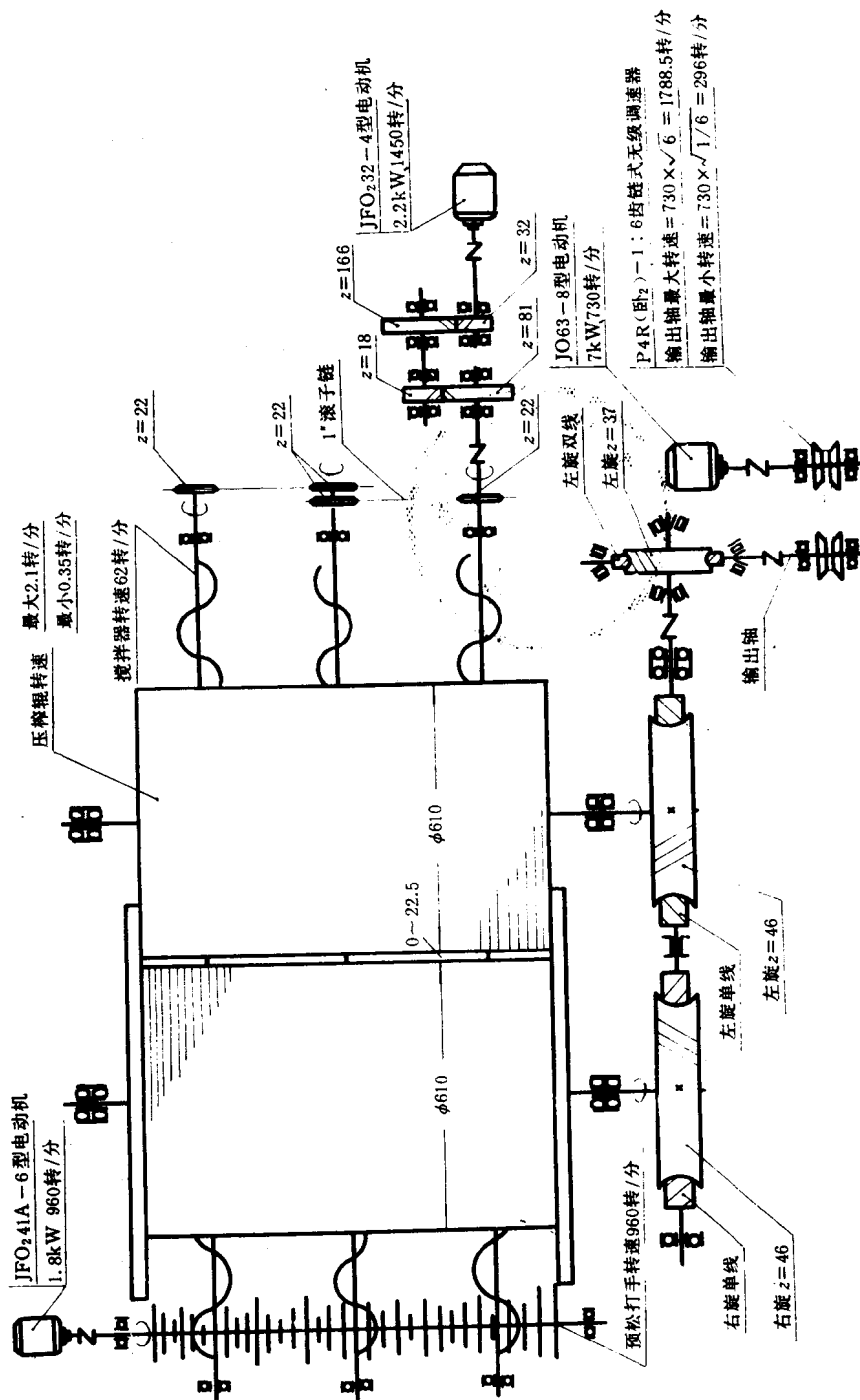 JFO₂41A－6型电动机
1.8kW 960转/分
压榨辊转速
最大2.1转/分
最小0.35转/分
搅拌器转速62转/分
z＝22
z＝22
1″滚子链
z＝18
z＝166
JFO₂32－4型电动机
2.2kW,1450转/分
z＝32
z＝81
z＝22
φ610
0～22.5
φ610
JO63－8型电动机
7kW,730转/分
P4R(卧₂)－1∶6齿链式无级调速器
输出轴最大转速＝730×√6＝1788.5转/分
输出轴最小转速＝730×√1/6＝296转/分
左旋双线
左旋z＝37
输出轴
预松打手转速960转/分
右旋单线
右旋z＝46
左旋单线
左旋z＝46